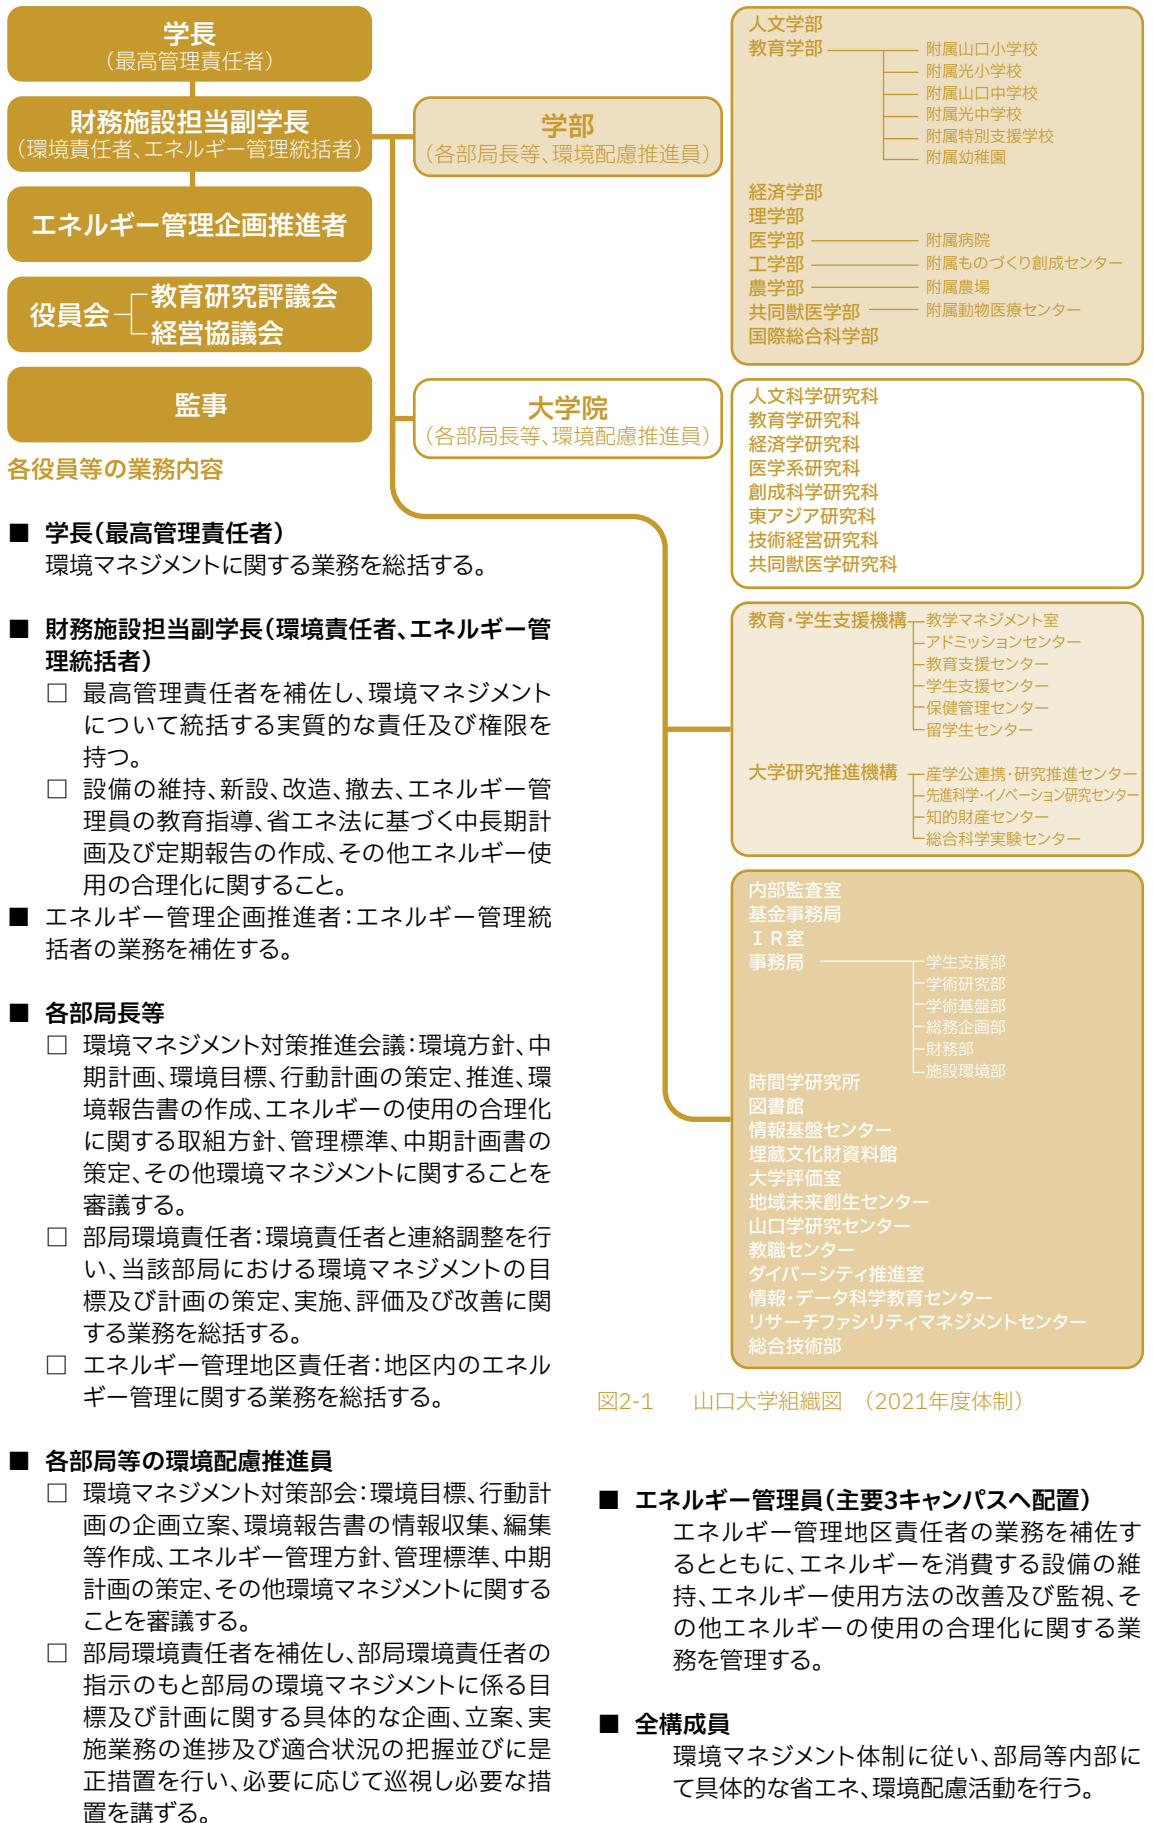 学長
（最高管理責任者）
財務施設担当副学長
（環境責任者、エネルギー管理統括者）
エネルギー管理企画推進者
役員会
教育研究評議会
経営協議会
監事
学部
（各部局長等、環境配慮推進員）
大学院
（各部局長等、環境配慮推進員）
人文学部
教育学部
附属山口小学校
附属光小学校
附属山口中学校
附属光中学校
附属特別支援学校
附属幼稚園
経済学部
理学部
医学部 附属病院
工学部 附属ものづくり創成センター
農学部 附属農場
共同獣医学部 附属動物医療センター
国際総合科学部
人文科学研究科
教育学研究科
経済学研究科
医学系研究科
創成科学研究科
東アジア研究科
技術経営研究科
共同獣医学研究科
教育・学生支援機構
教学マネジメント室
アドミッションセンター
教育支援センター
学生支援センター
保健管理センター
留学生センター
大学研究推進機構
産学公連携・研究推進センター
先進科学・イノベーション研究センター
知的財産センター
総合科学実験センター
内部監査室
基金事務局
ＩＲ室
事務局
学生支援部
学術研究部
学術基盤部
総務企画部
財務部
施設環境部
時間学研究所
図書館
情報基盤センター
埋蔵文化財資料館
大学評価室
地域未来創生センター
山口学研究センター
教職センター
ダイバーシティ推進室
情報・データ科学教育センター
リサーチファシリティマネジメントセンター
総合技術部
図2-1 山口大学組織図 （2021年度体制）
各役員等の業務内容
■ 学長（最高管理責任者）
環境マネジメントに関する業務を総括する。
■ 財務施設担当副学長（環境責任者、エネルギー管
理統括者）
□ 最高管理責任者を補佐し、環境マネジメント
について統括する実質的な責任及び権限を
持つ。
□ 設備の維持、新設、改造、撤去、エネルギー管
理員の教育指導、省エネ法に基づく中長期計
画及び定期報告の作成、その他エネルギー使
用の合理化に関すること。
■ エネルギー管理企画推進者：エネルギー管理統
括者の業務を補佐する。
■ 各部局長等
□ 環境マネジメント対策推進会議：環境方針、中
期計画、環境目標、行動計画の策定、推進、環
境報告書の作成、エネルギーの使用の合理化
に関する取組方針、管理標準、中期計画書の
策定、その他環境マネジメントに関することを
審議する。
□ 部局環境責任者：環境責任者と連絡調整を行
い、当該部局における環境マネジメントの目
標及び計画の策定、実施、評価及び改善に関
する業務を総括する。
□ エネルギー管理地区責任者：地区内のエネル
ギー管理に関する業務を総括する。
■ 各部局等の環境配慮推進員
□ 環境マネジメント対策部会：環境目標、行動計
画の企画立案、環境報告書の情報収集、編集
等作成、エネルギー管理方針、管理標準、中期
計画の策定、その他環境マネジメントに関する
ことを審議する。
□ 部局環境責任者を補佐し、部局環境責任者の
指示のもと部局の環境マネジメントに係る目
標及び計画に関する具体的な企画、立案、実
施業務の進捗及び適合状況の把握並びに是
正措置を行い、必要に応じて巡視し必要な措
置を講ずる。
■ エネルギー管理員（主要3キャンパスへ配置）
エネルギー管理地区責任者の業務を補佐す
るとともに、エネルギーを消費する設備の維
持、エネルギー使用方法の改善及び監視、そ
の他エネルギーの使用の合理化に関する業
務を管理する。
■ 全構成員
環境マネジメント体制に従い、部局等内部に
て具体的な省エネ、環境配慮活動を行う。